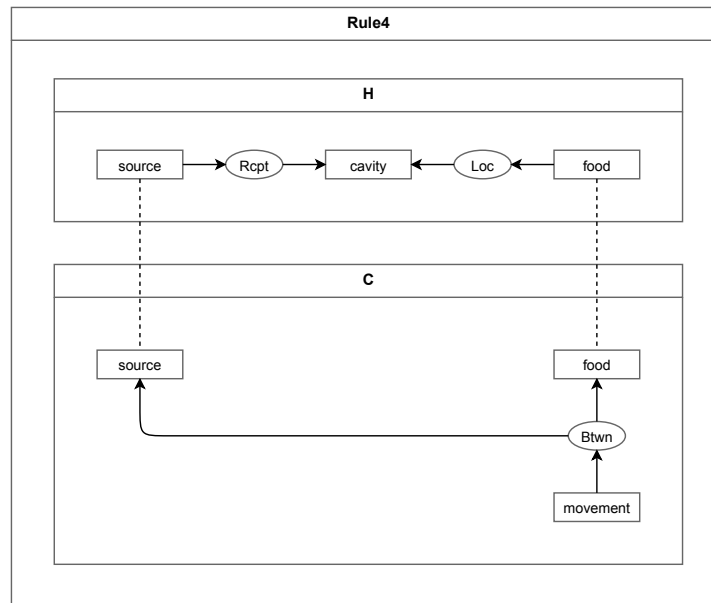 Rule4
H
source
Rcpt
cavity
Loc
food
C
source
food
Btwn
movement